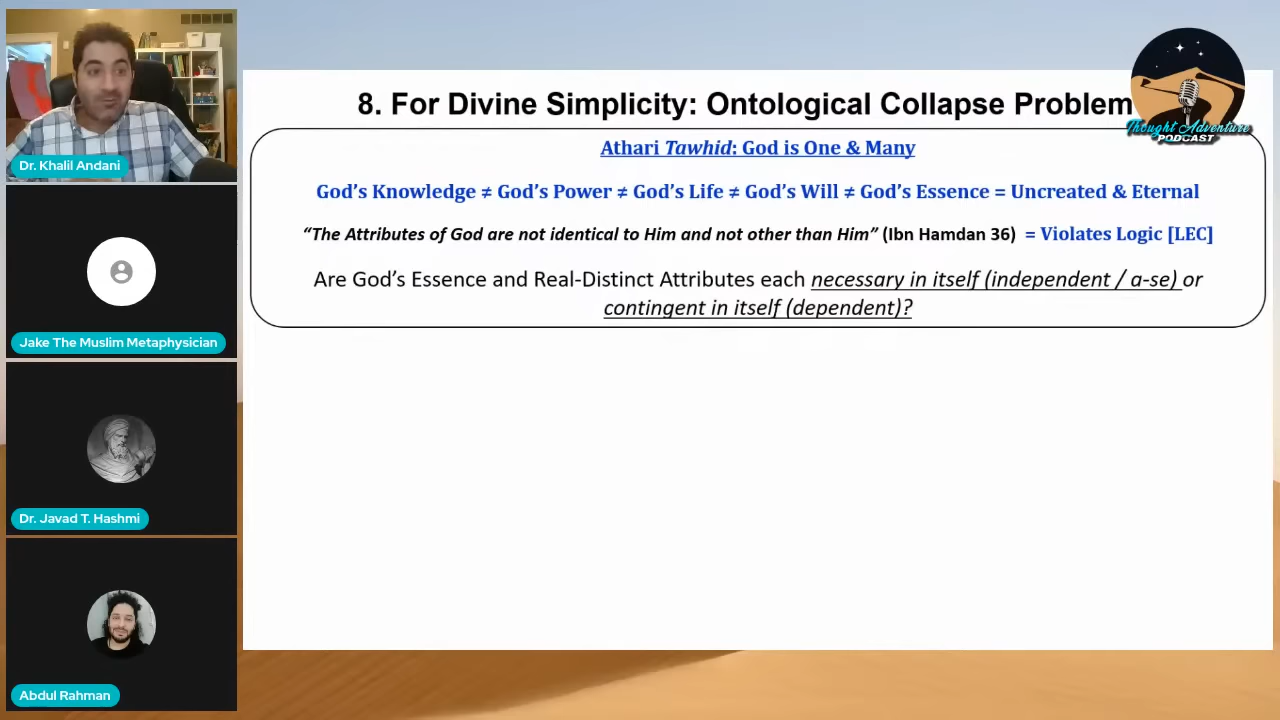 8. For Divine Simplicity: Ontological Collapse Problem
Thought Adventure
PODCAST
Athari Tawhid: God is One & Many
God’s Knowledge ≠ God’s Power ≠ God’s Life ≠ God’s Will ≠ God’s Essence = Uncreated & Eternal
“The Attributes of God are not identical to Him and not other than Him” (Ibn Hamdan 36) = Violates Logic [LEC]
Are God’s Essence and Real-Distinct Attributes each necessary in itself (independent / a-se) or
contingent in itself (dependent)?
Dr. Khalil Andani
Jake The Muslim Metaphysician
Dr. Javad T. Hashmi
Abdul Rahman